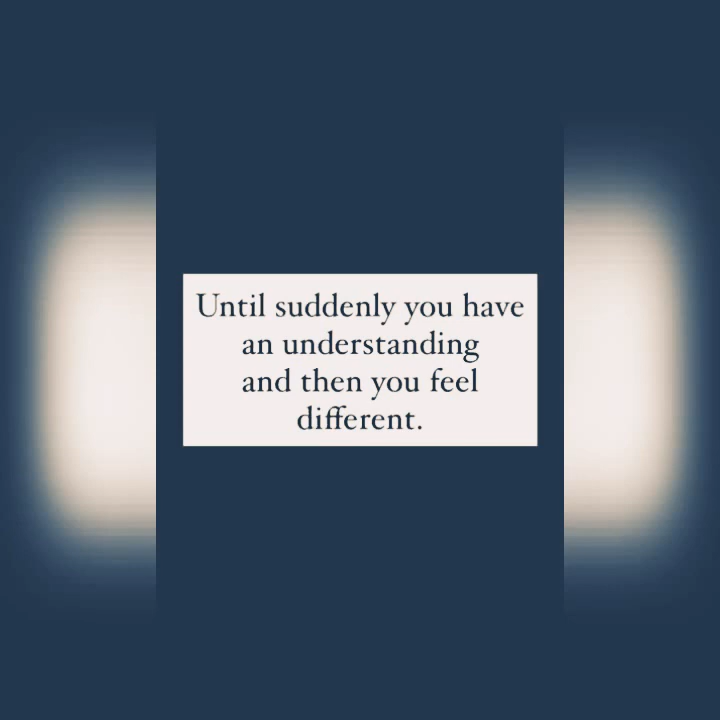 Until suddenly you have
an understanding
and then you feel
different.